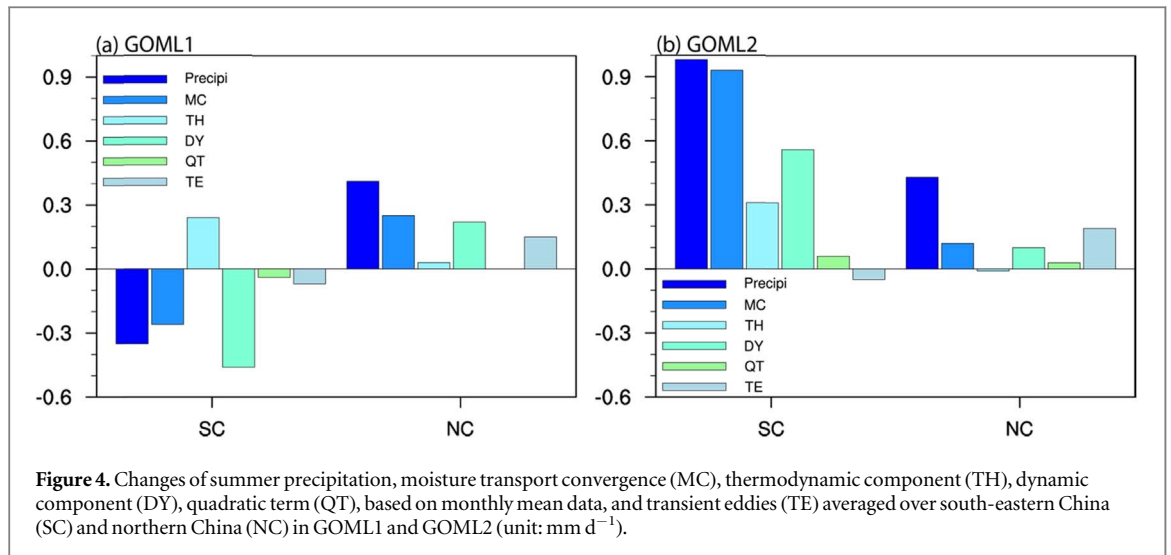 (a) GOML1
0.9
0.6
0.3
0.0
-0.3
-0.6
Precipi
MC
TH
DY
QT
TE
SC
NC
(b) GOML2
0.9
0.6
0.3
0.0
-0.3
-0.6
Precipi
MC
TH
DY
QT
TE
SC
NC
Figure 4. Changes of summer precipitation, moisture transport convergence (MC), thermodynamic component (TH), dynamic
component (DY), quadratic term (QT), based on monthly mean data, and transient eddies (TE) averaged over south-eastern China
(SC) and northern China (NC) in GOML1 and GOML2 (unit: mm d⁻¹).